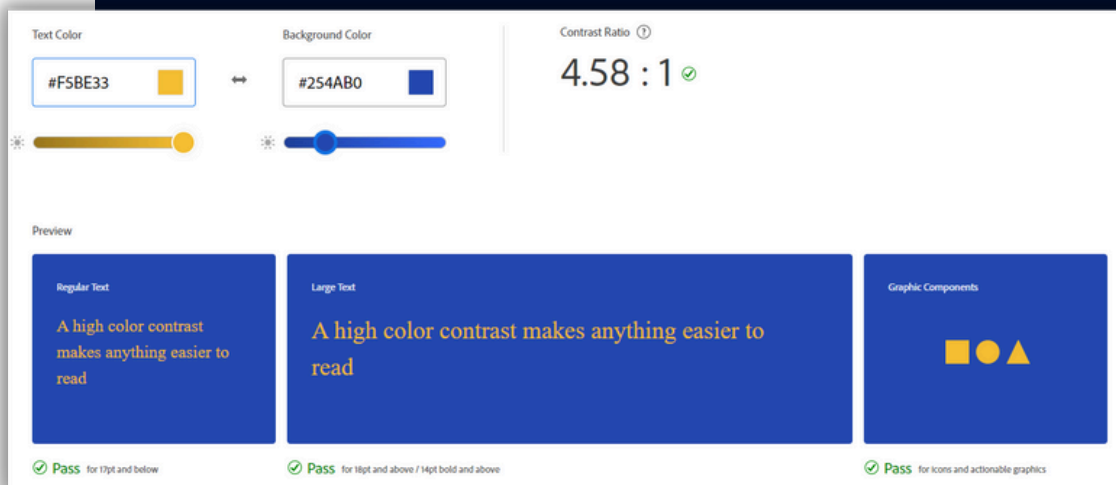 Text Color
Background Color
Contrast Ratio ?
#F5BE33
#254AB0
4.58 : 1
Preview
Regular Text
A high color contrast
makes anything easier to
read
Large Text
A high color contrast makes anything easier to
read
Graphic Components
Pass for 17pt and below
Pass for 18pt and above / 14pt bold and above
Pass for icons and actionable graphics